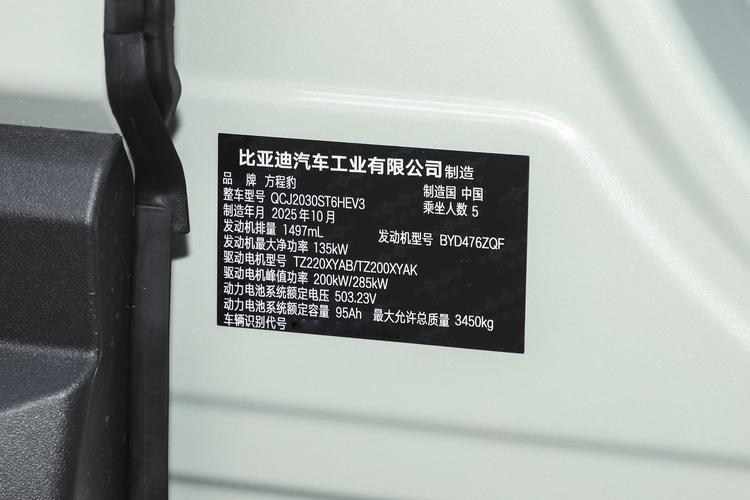 比亚迪汽车工业有限公司 制造
品 牌 方程豹 制造国 中国
整车型号 QCJ2030ST6HEV3 乘坐人数 5
制造年月 2025年10月
发动机排量 1497mL 发动机型号 BYD476ZQF
发动机最大净功率 135kW
驱动电机型号 TZ220XYAB/TZ200XYAK
驱动电机峰值功率 200kW/285kW
动力电池系统额定电压 503.23V
动力电池系统额定容量 95Ah 最大允许总质量 3450kg
车辆识别代号